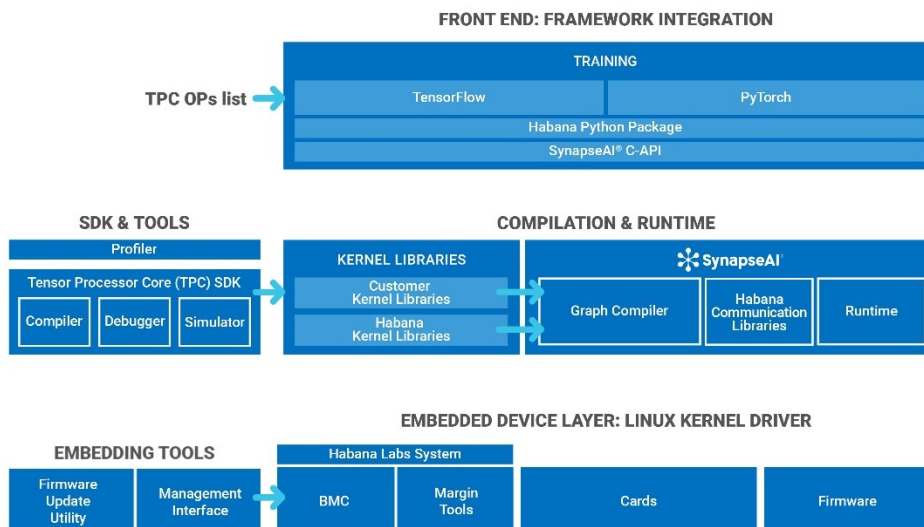 FRONT END: FRAMEWORK INTEGRATION
TRAINING
TPC OPs list
TensorFlow
PyTorch
Habana Python Package
SynapseAI® C-API
SDK & TOOLS
COMPILATION & RUNTIME
Profiler
Tensor Processor Core (TPC) SDK
Compiler
Debugger
Simulator
KERNEL LIBRARIES
Customer
Kernel Libraries
Habana
Kernel Libraries
SynapseAI®
Graph Compiler
Habana
Communication
Libraries
Runtime
EMBEDDED DEVICE LAYER: LINUX KERNEL DRIVER
EMBEDDING TOOLS
Habana Labs System
Firmware
Update
Utility
Management
Interface
BMC
Margin
Tools
Cards
Firmware